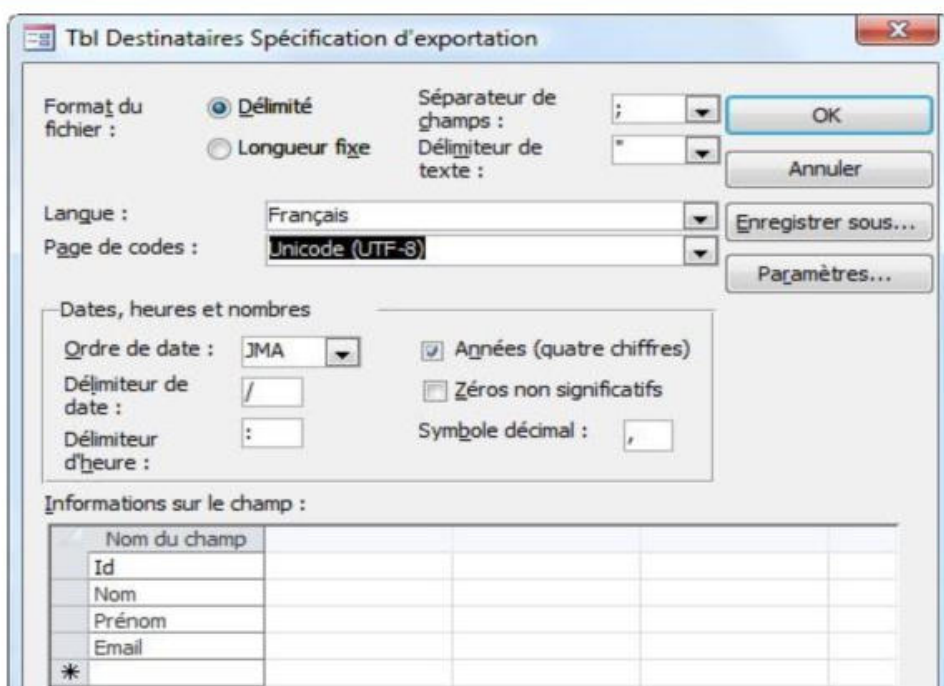 Tbl Destinataires Spécification d'exportation
Format du
fichier :
Délimité
Longueur fixe
Séparateur de
champs :
;
Délimiteur de
texte :
"
OK
Annuler
Enregistrer sous...
Paramètres...
Langue :
Français
Page de codes :
Unicode (UTF-8)
Dates, heures et nombres
Ordre de date :
JMA
Années (quatre chiffres)
Délimiteur de
date :
/
Zéros non significatifs
Délimiteur
d'heure :
:
Symbole décimal :
,
Informations sur le champ :
Nom du champ
Id
Nom
Prénom
Email